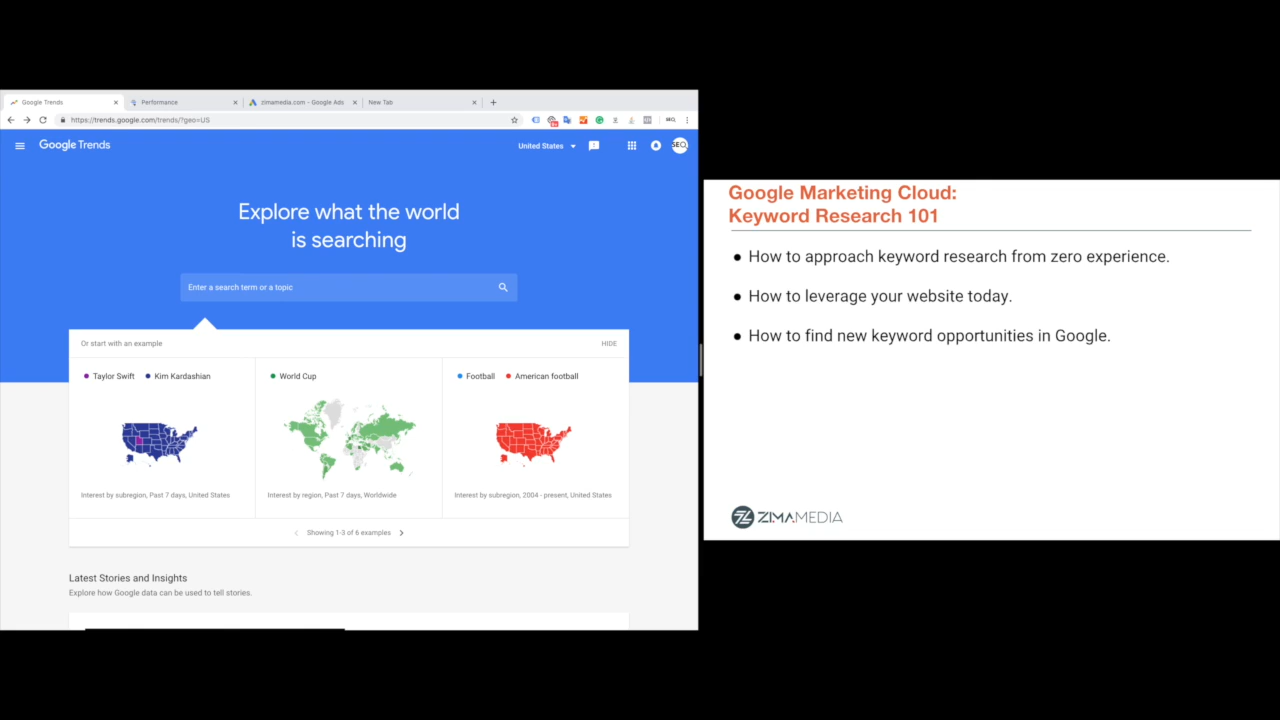 Google Trends
Performance
zimamedia.com - Google Ads
New Tab
https://trends.google.com/trends/?geo=US
Google Trends
United States
SEO
Explore what the world
is searching
Enter a search term or a topic
Or start with an example
HIDE
Taylor Swift
Kim Kardashian
World Cup
Football
American football
Interest by subregion, Past 7 days, United States
Interest by region, Past 7 days, Worldwide
Interest by subregion, 2004 - present, United States
Showing 1-3 of 6 examples
Latest Stories and Insights
Explore how Google data can be used to tell stories.
Google Marketing Cloud:
Keyword Research 101
● How to approach keyword research from zero experience.
● How to leverage your website today.
● How to find new keyword opportunities in Google.
ZIMAMEDIA